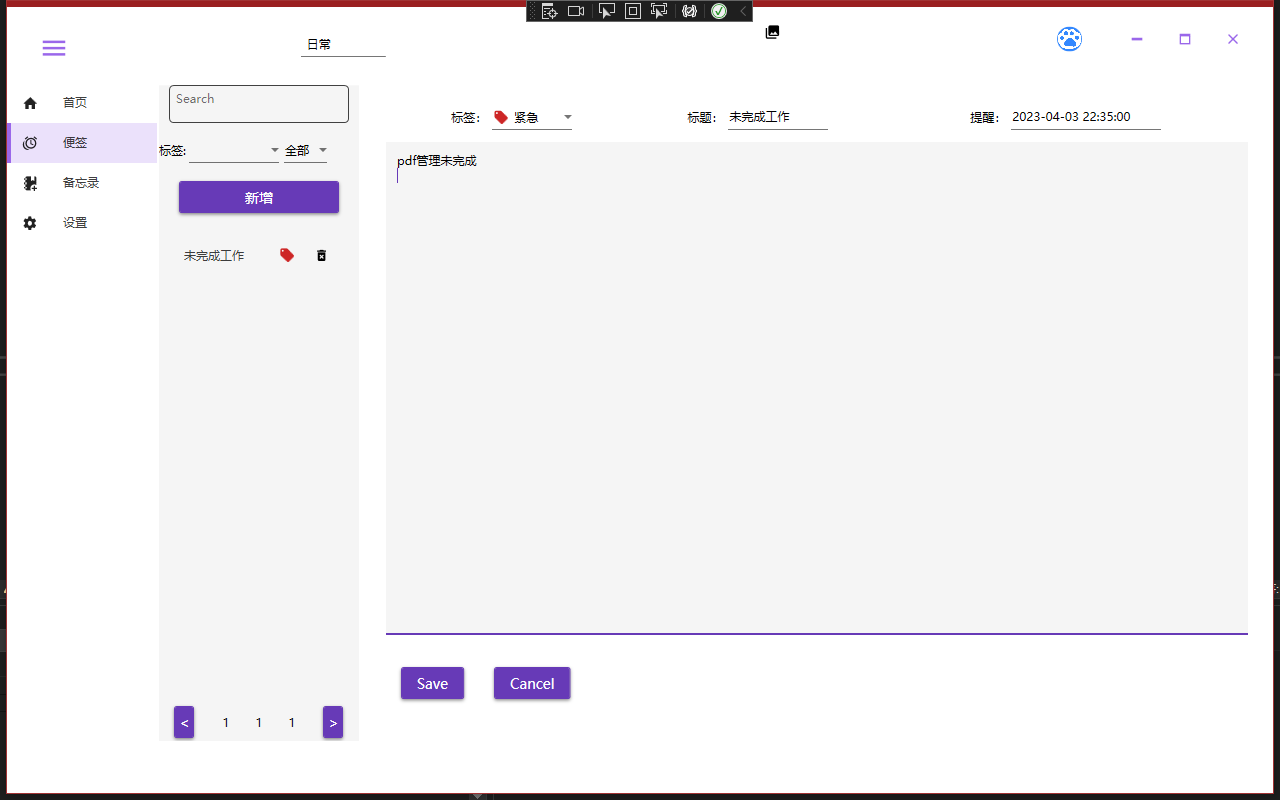 日常
首页
便签
备忘录
设置
Search
标签: 全部
新增
未完成工作
< 1 1 1 >
标签： 紧急 标题： 未完成工作 提醒： 2023-04-03 22:35:00
pdf管理未完成
Save Cancel